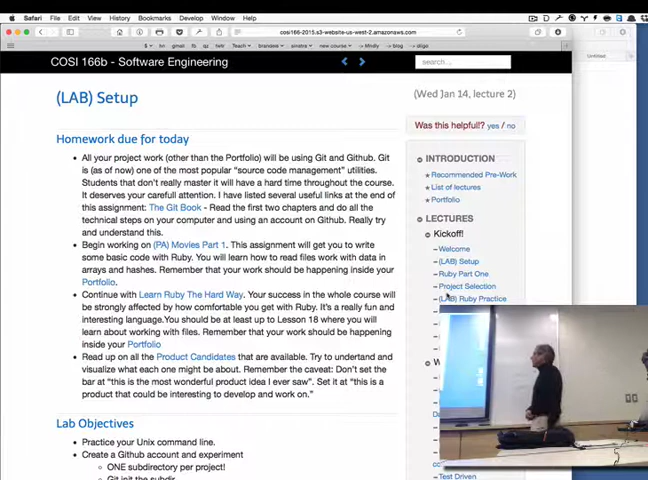 Safari File Edit View History Bookmarks Develop Window Help
cosi166-2015.s3-website-us-west-2.amazonaws.com
COSI 166b - Software Engineering
search...
(LAB) Setup
(Wed Jan 14, lecture 2)
Was this helpful!? yes / no
Homework due for today
All your project work (other than the Portfolio) will be using Git and Github. Git
is (as of now) one of the most popular "source code management" utilities.
Students that don't really master it will have a hard time throughout the course.
It deserves your carefull attention. I have listed several useful links at the end of
this assignment: The Git Book - Read the first two chapters and do all the
technical steps on your computer and using an account on Github. Really try
and understand this.
Begin working on (PA) Movies Part 1. This assignment will get you to write
some basic code with Ruby. You will learn how to read files work with data in
arrays and hashes. Remember that your work should be happening inside your
Portfolio.
Continue with Learn Ruby The Hard Way. Your success in the whole course will
be strongly affected by how comfortable you get with Ruby. It's a really fun and
interesting language.You should be at least up to Lesson 18 where you will
learn about working with files. Remember that your work should be happening
inside your Portfolio
Read up on all the Product Candidates that are available. Try to undertand and
visualize what each one might be about. Remember the caveat: Don't set the
bar at "this is the most wonderful product idea I ever saw". Set it at "this is a
product that could be interesting to develop and work on."
Lab Objectives
Practice your Unix command line.
Create a Github account and experiment
ONE subdirectory per project!
Git init the subdir
INTRODUCTION
Recommended Pre-Work
List of lectures
Portfolio
LECTURES
Kickoff!
Welcome
(LAB) Setup
Ruby Part One
Project Selection
(LAB) Ruby Practice
Test Driven